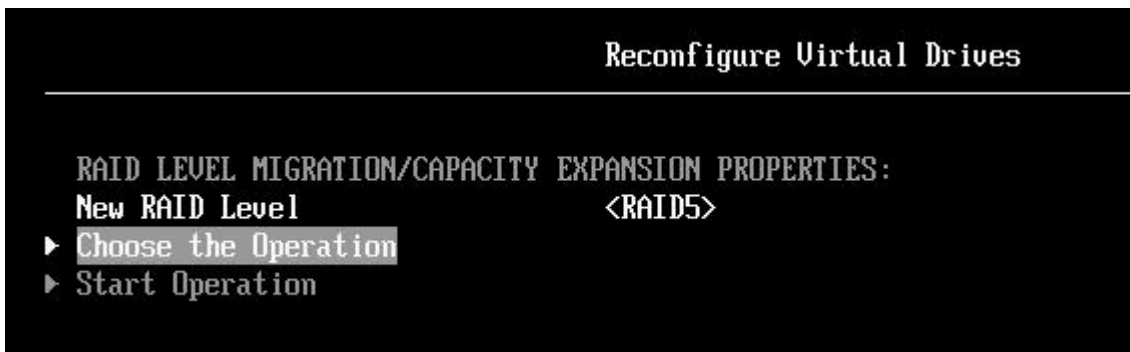 Reconfigure Virtual Drives
RAID LEVEL MIGRATION/CAPACITY EXPANSION PROPERTIES:
New RAID Level <RAID5>
Choose the Operation
Start Operation